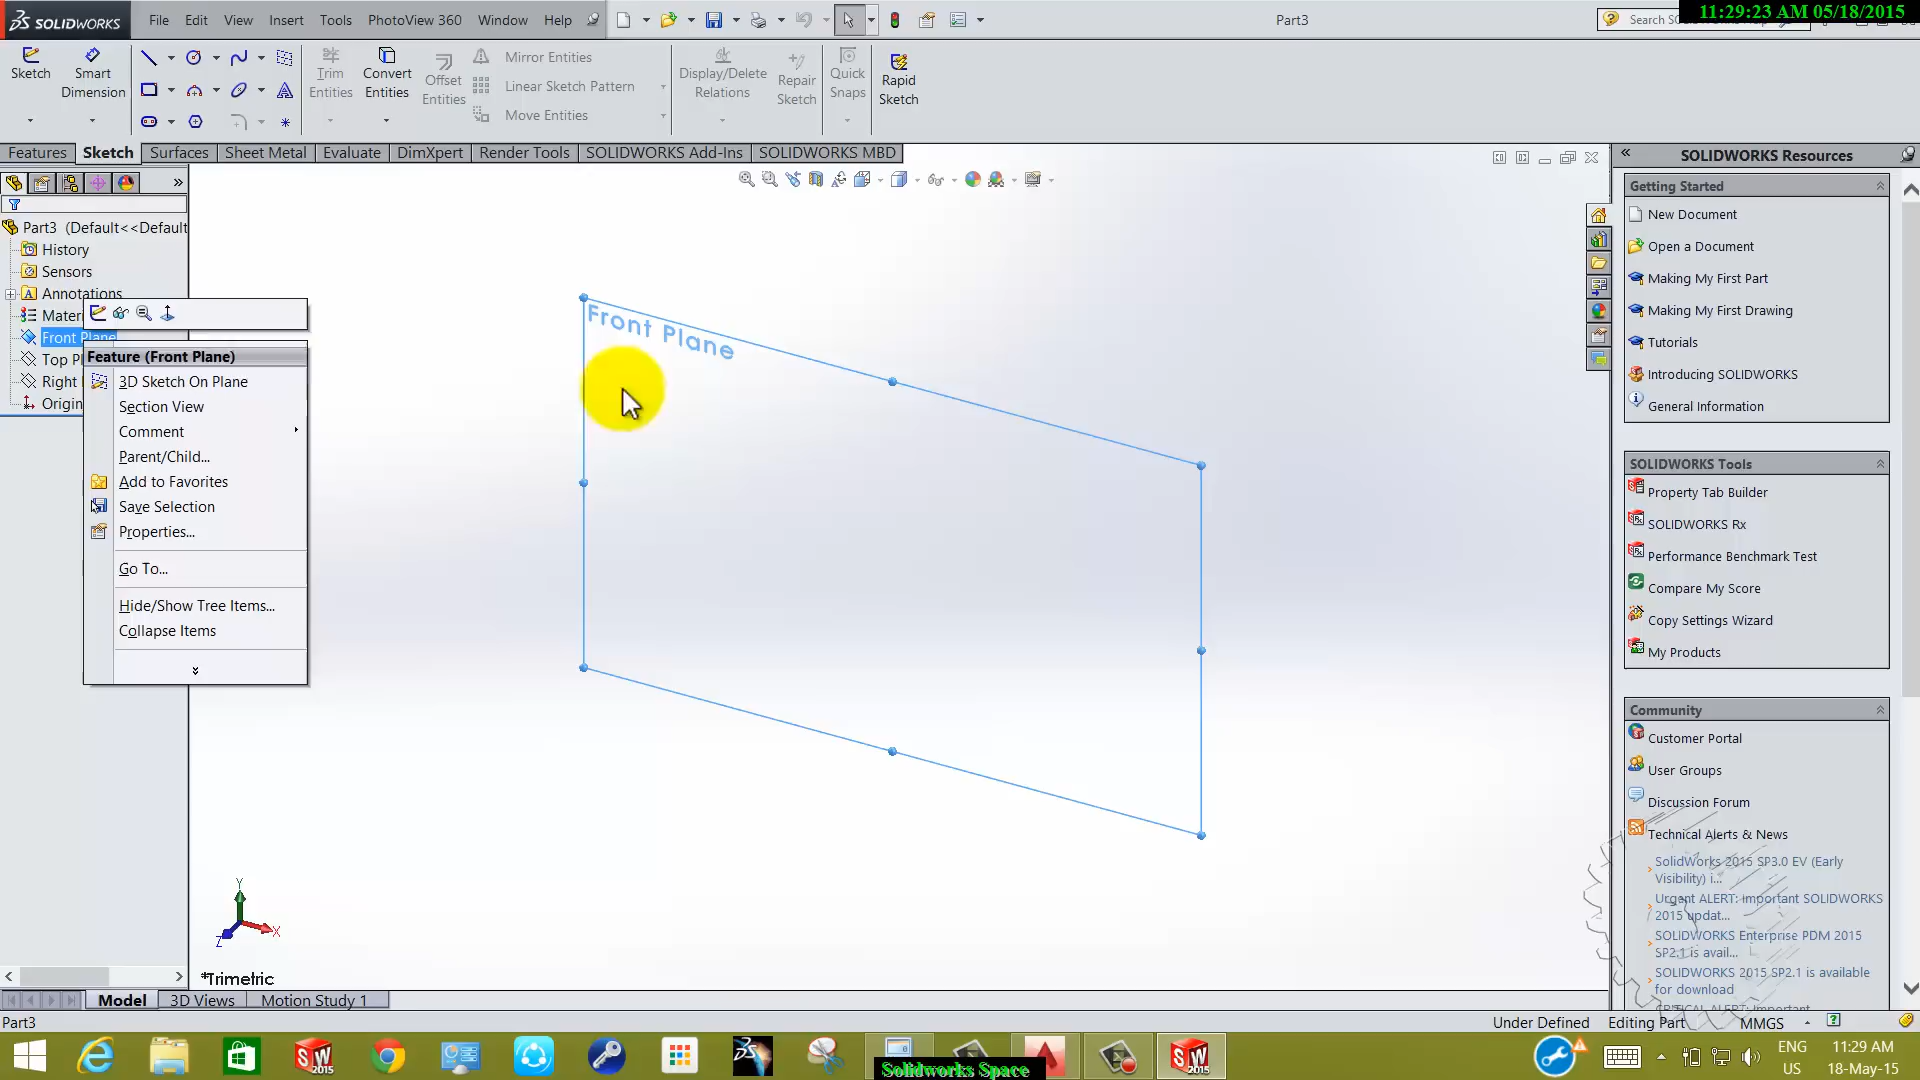 SOLIDWORKS
File Edit View Insert Tools PhotoView 360 Window Help
Part3
11:29:23 AM 05/18/2015
Sketch
Smart Dimension
Trim Entities
Convert Entities
Offset Entities
Mirror Entities
Linear Sketch Pattern
Move Entities
Display/Delete Relations
Repair Sketch
Quick Snaps
Rapid Sketch
Features Sketch Surfaces Sheet Metal Evaluate DimXpert Render Tools SOLIDWORKS Add-Ins SOLIDWORKS MBD
Part3 (Default<<Default
History
Sensors
Annotations
Front Plane
Feature (Front Plane)
3D Sketch On Plane
Section View
Comment
Parent/Child...
Add to Favorites
Save Selection
Properties...
Go To...
Hide/Show Tree Items...
Collapse Items
Front Plane
Y
X
Z
*Trimetric
SOLIDWORKS Resources
Getting Started
New Document
Open a Document
Making My First Part
Making My First Drawing
Tutorials
Introducing SOLIDWORKS
General Information
SOLIDWORKS Tools
Property Tab Builder
SOLIDWORKS Rx
Performance Benchmark Test
Compare My Score
Copy Settings Wizard
My Products
Community
Customer Portal
User Groups
Discussion Forum
Technical Alerts & News
SolidWorks 2015 SP3.0 EV (Early
Visibility) i...
Urgent ALERT: Important SOLIDWORKS
2015 updat...
SOLIDWORKS Enterprise PDM 2015
SP2.1 is avail...
SOLIDWORKS 2015 SP2.1 is available
for download
Model 3D Views Motion Study 1
Part3
Under Defined Editing Part MMGS
Solidworks Space
ENG
US
11:29 AM
18-May-15